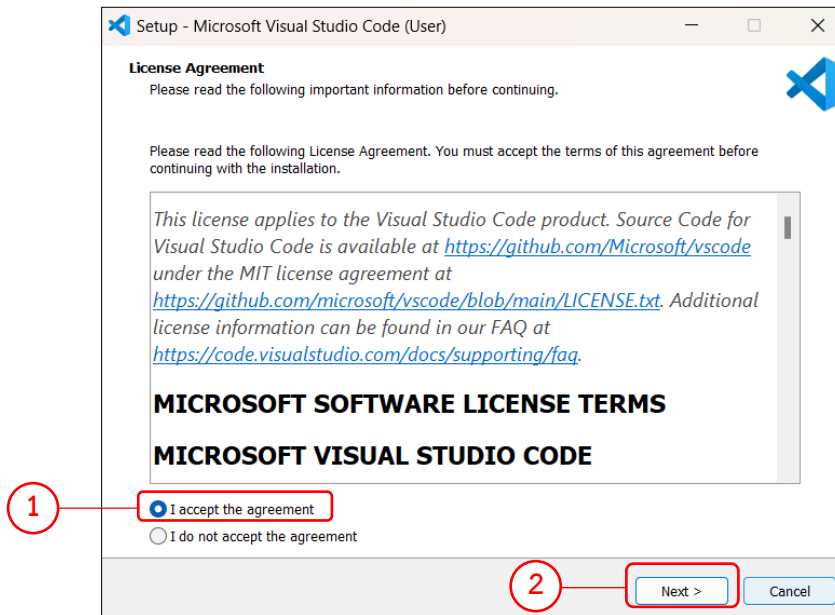 Setup - Microsoft Visual Studio Code (User)
License Agreement
Please read the following important information before continuing.
Please read the following License Agreement. You must accept the terms of this agreement before
continuing with the installation.
This license applies to the Visual Studio Code product. Source Code for
Visual Studio Code is available at https://github.com/Microsoft/vscode
under the MIT license agreement at
https://github.com/microsoft/vscode/blob/main/LICENSE.txt. Additional
license information can be found in our FAQ at
https://code.visualstudio.com/docs/supporting/faq.
MICROSOFT SOFTWARE LICENSE TERMS
MICROSOFT VISUAL STUDIO CODE
1 I accept the agreement
I do not accept the agreement
2 Next > Cancel